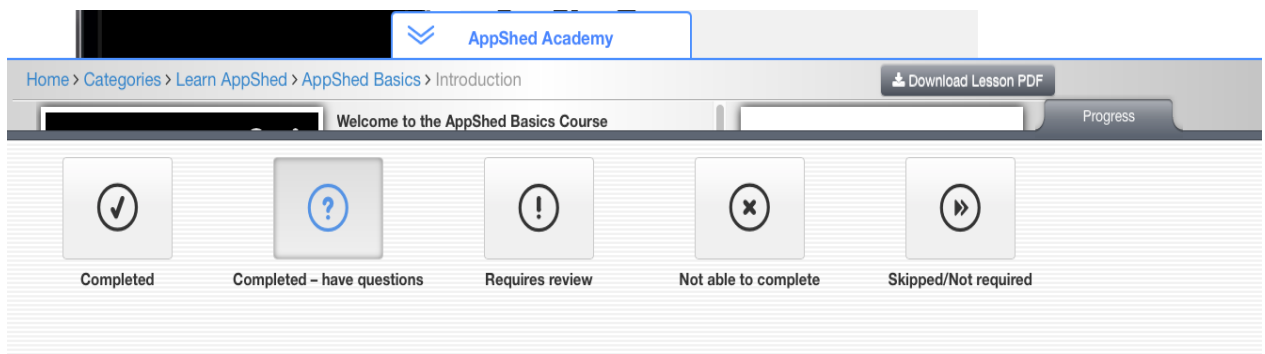 AppShed Academy
Home > Categories > Learn AppShed > AppShed Basics > Introduction
Download Lesson PDF
Welcome to the AppShed Basics Course
Progress
Completed
Completed – have questions
Requires review
Not able to complete
Skipped/Not required